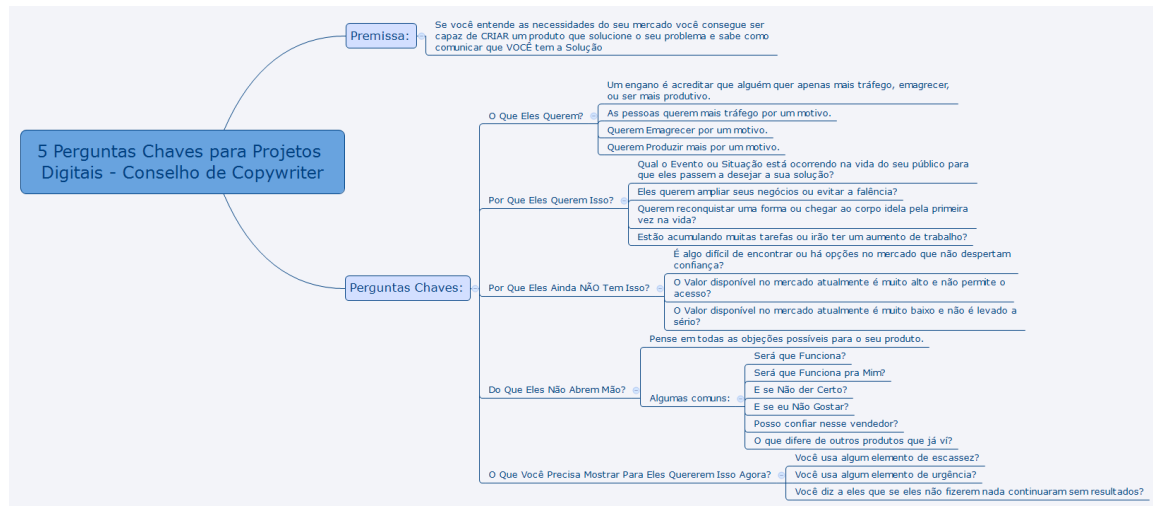 5 Perguntas Chaves para Projetos
Digitais - Conselho de Copywriter
Premissa:
Se você entende as necessidades do seu mercado você consegue ser
capaz de CRIAR um produto que solucione o seu problema e sabe como
comunicar que VOCÊ tem a Solução
Perguntas Chaves:
O Que Eles Querem?
Um engano é acreditar que alguém quer apenas mais tráfego, emagrecer,
ou ser mais produtivo.
As pessoas querem mais tráfego por um motivo.
Querem Emagrecer por um motivo.
Querem Produzir mais por um motivo.
Por Que Eles Querem Isso?
Qual o Evento ou Situação está ocorrendo na vida do seu público para
que eles passem a desejar a sua solução?
Eles querem ampliar seus negócios ou evitar a falência?
Querem reconquistar uma forma ou chegar ao corpo idela pela primeira
vez na vida?
Estão acumulando muitas tarefas ou irão ter um aumento de trabalho?
Por Que Eles Ainda NÃO Tem Isso?
É algo difícil de encontrar ou há opções no mercado que não despertam
confiança?
O Valor disponível no mercado atualmente é muito alto e não permite o
acesso?
O Valor disponível no mercado atualmente é muito baixo e não é levado a
sério?
Do Que Eles Não Abrem Mão?
Pense em todas as objeções possíveis para o seu produto.
Algumas comuns:
Será que Funciona?
Será que Funciona pra Mim?
E se Não der Certo?
E se eu Não Gostar?
Posso confiar nesse vendedor?
O que difere de outros produtos que já ví?
O Que Você Precisa Mostrar Para Eles Quererem Isso Agora?
Você usa algum elemento de escassez?
Você usa algum elemento de urgência?
Você diz a eles que se eles não fizerem nada continuaram sem resultados?